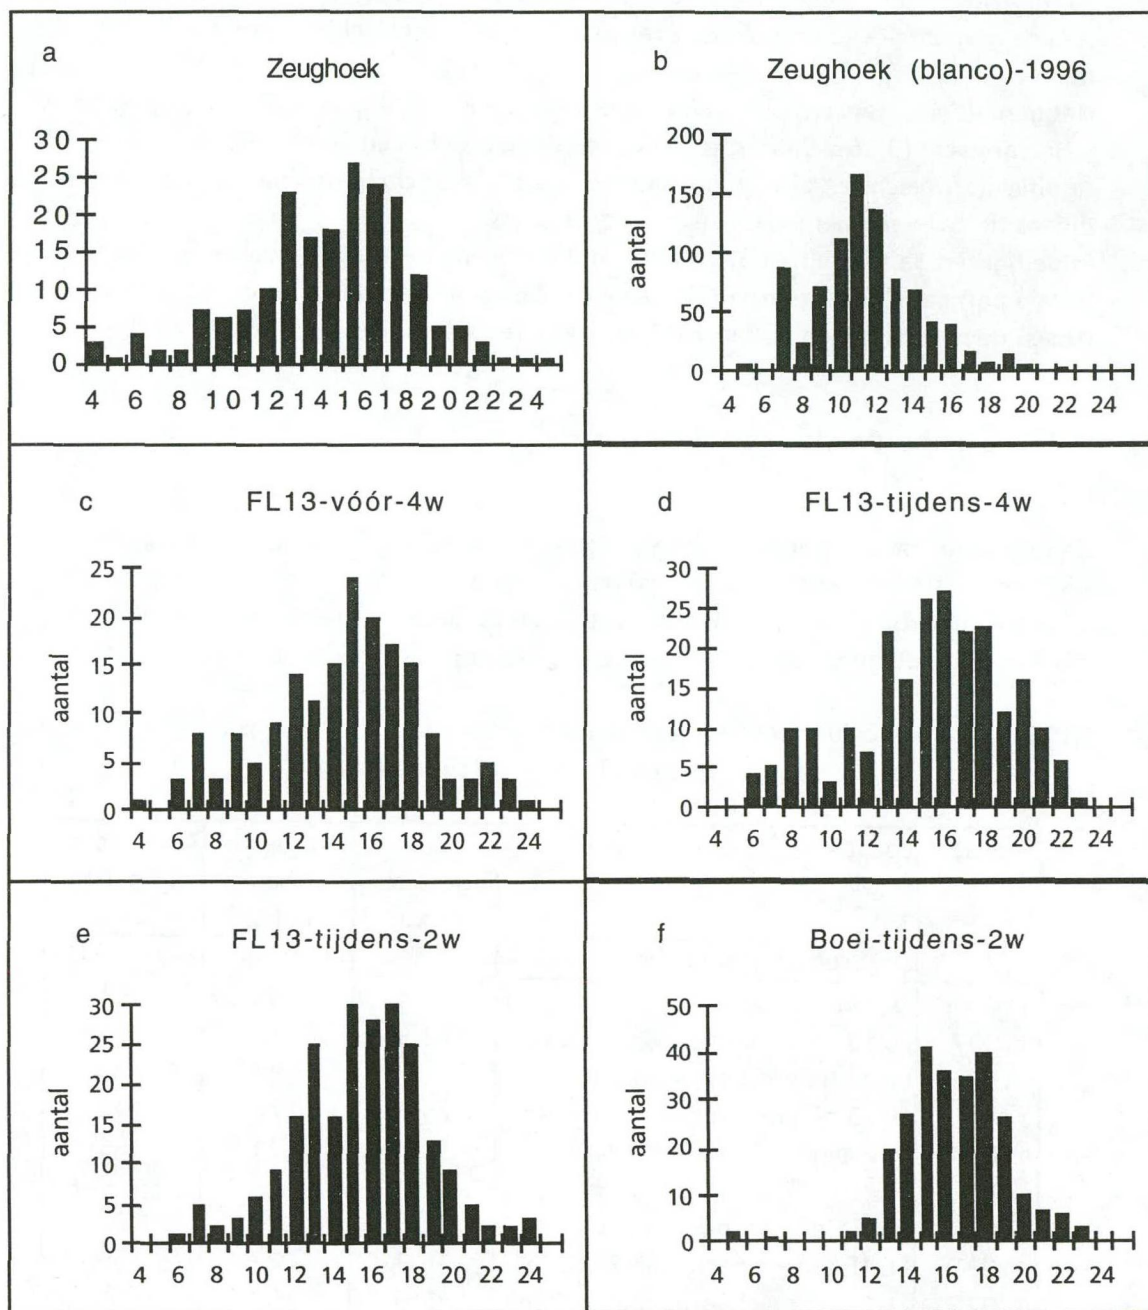 a
Zeughoek
30
25
20
15
10
5
0
4 6 8 10 12 14 16 18 20 22 24
b
Zeughoek (blanco)-1996
aantal
200
150
100
50
0
4 6 8 10 12 14 16 18 20 22 24
c
FL13-vóór-4w
aantal
25
20
15
10
5
0
4 6 8 10 12 14 16 18 20 22 24
d
FL13-tijdens-4w
aantal
30
25
20
15
10
5
0
4 6 8 10 12 14 16 18 20 22 24
e
FL13-tijdens-2w
aantal
30
25
20
15
10
5
0
4 6 8 10 12 14 16 18 20 22 24
f
Boei-tijdens-2w
aantal
50
40
30
20
10
0
4 6 8 10 12 14 16 18 20 22 24